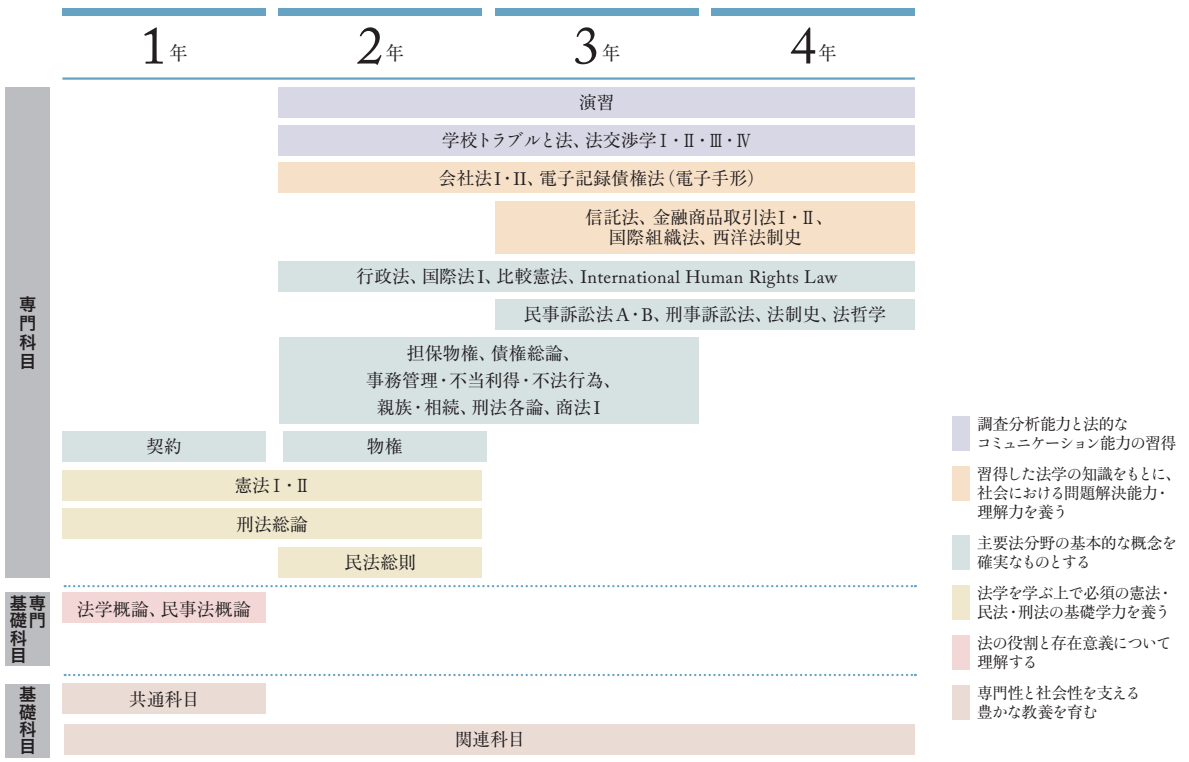 1年
2年
3年
4年
専門科目
演習
学校トラブルと法、法交渉学Ⅰ・Ⅱ・Ⅲ・Ⅳ
会社法Ⅰ・Ⅱ、電子記録債権法（電子手形）
信託法、金融商品取引法Ⅰ・Ⅱ、
国際組織法、西洋法制史
行政法、国際法Ⅰ、比較憲法、International Human Rights Law
民事訴訟法A・B、刑事訴訟法、法制史、法哲学
担保物権、債権総論、
事務管理・不当利得・不法行為、
親族・相続、刑法各論、商法Ⅰ
契約
物権
憲法Ⅰ・Ⅱ
刑法総論
民法総則
専門
基礎科目
法学概論、民事法概論
基礎科目
共通科目
関連科目
調査分析能力と法的な
コミュニケーション能力の習得
習得した法学の知識をもとに、
社会における問題解決能力・
理解力を養う
主要法分野の基本的な概念を
確実なものとする
法学を学ぶ上で必須の憲法・
民法・刑法の基礎学力を養う
法の役割と存在意義について
理解する
専門性と社会性を支える
豊かな教養を育む